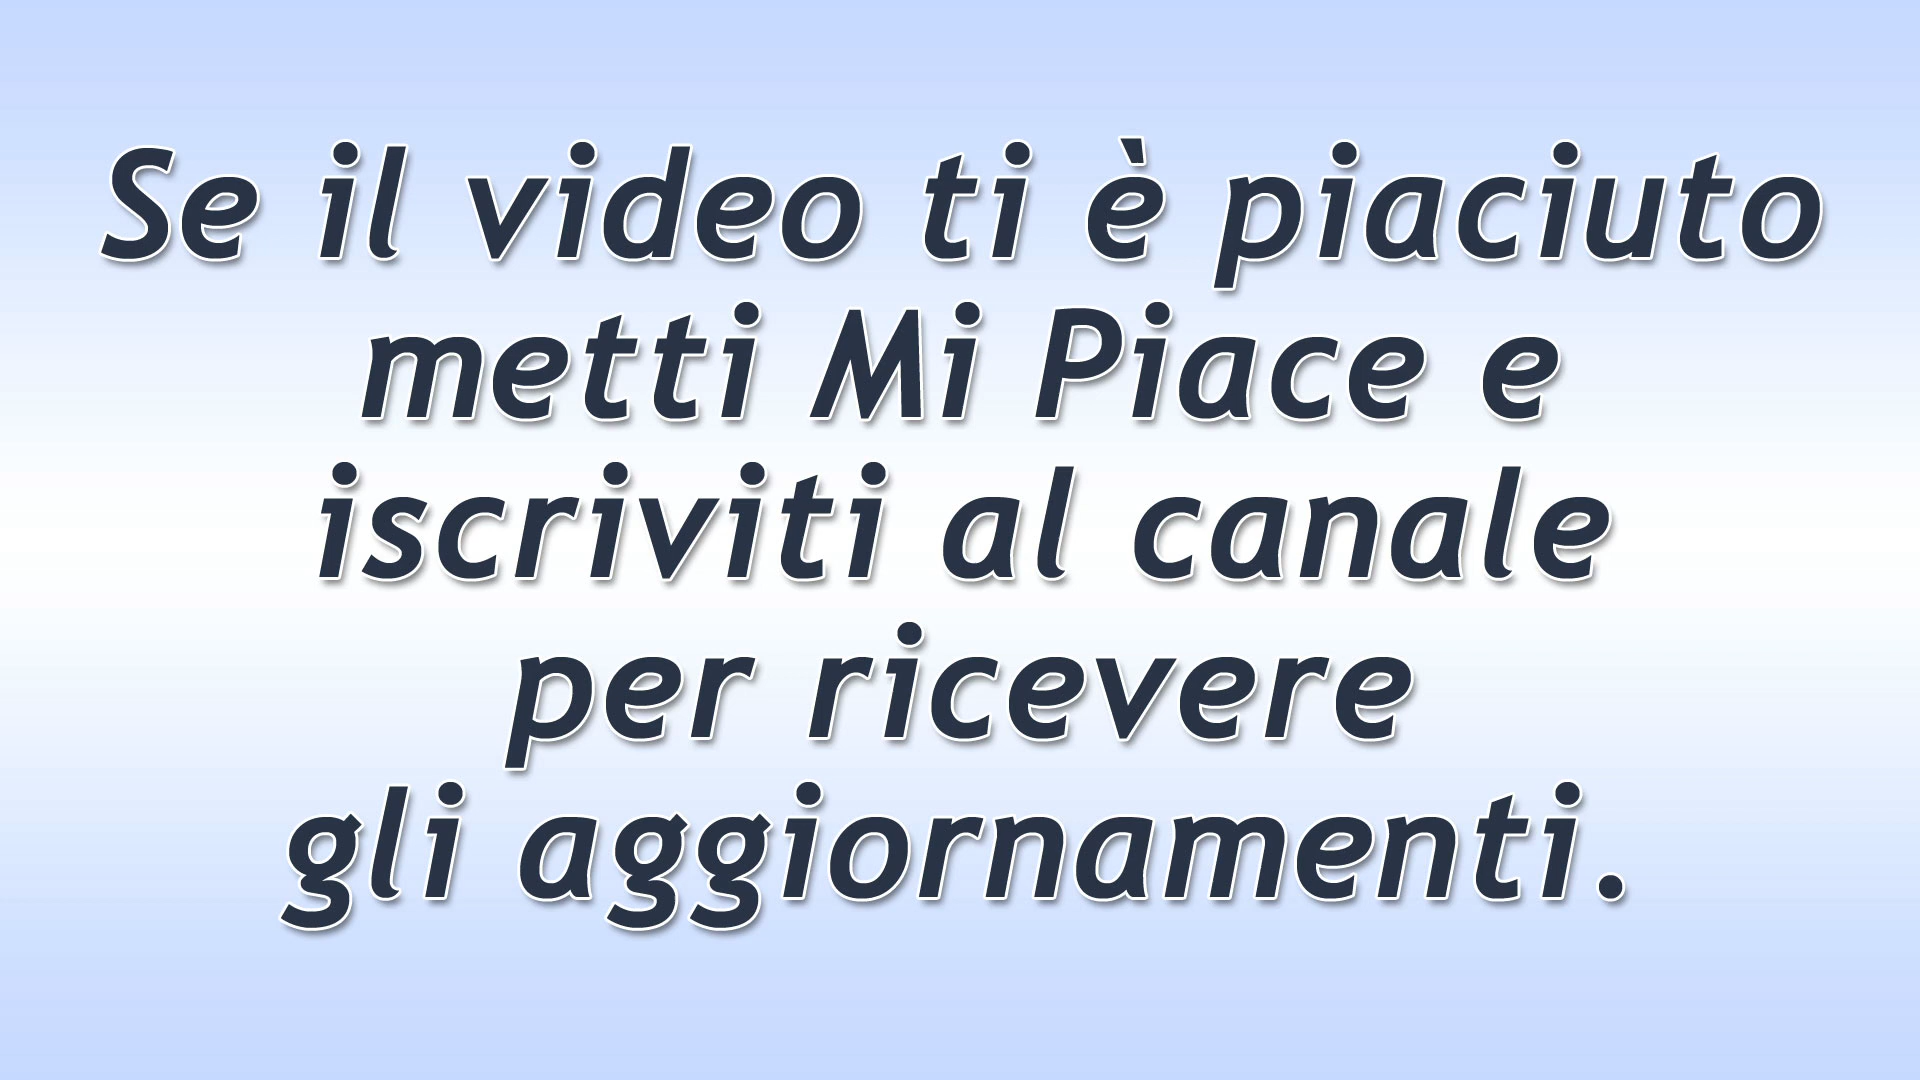 Se il video ti è piaciuto
metti Mi Piace e
iscriviti al canale
per ricevere
gli aggiornamenti.